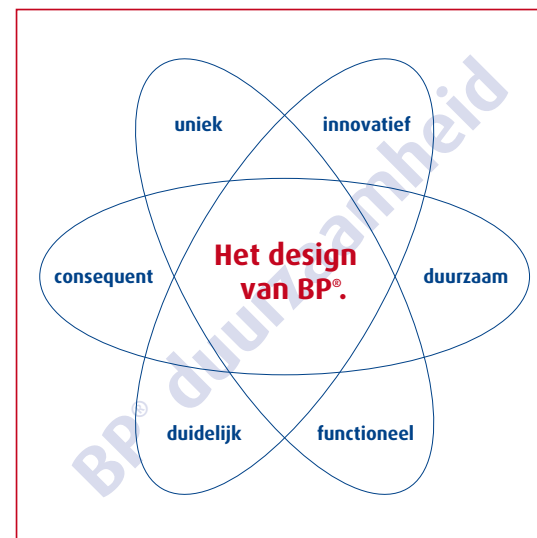 uniek
innovatief
consequent
Het design
van BP®.
duurzaam
duidelijk
functioneel
BP® duurzaamheid